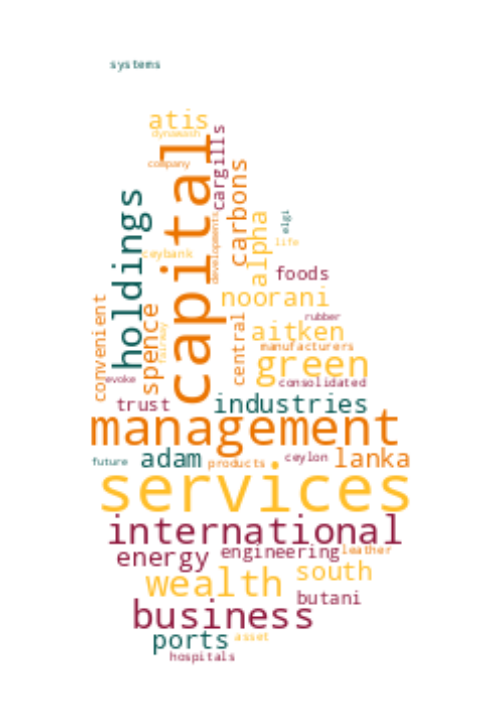 systems
atis
dynawash
company
capital
cargills
holdings
carbons
developments
alpha
elgi
life
ceybank
foods
noorani
convenient
spence
fairway
central
rubber
aitken
manufacturers
green
evoke
consolidated
trust
industries
management
future
adam
products
ceylon
lanka
services
international
energy
engineering
leather
wealth
south
butani
business
ports
asset
hospitals